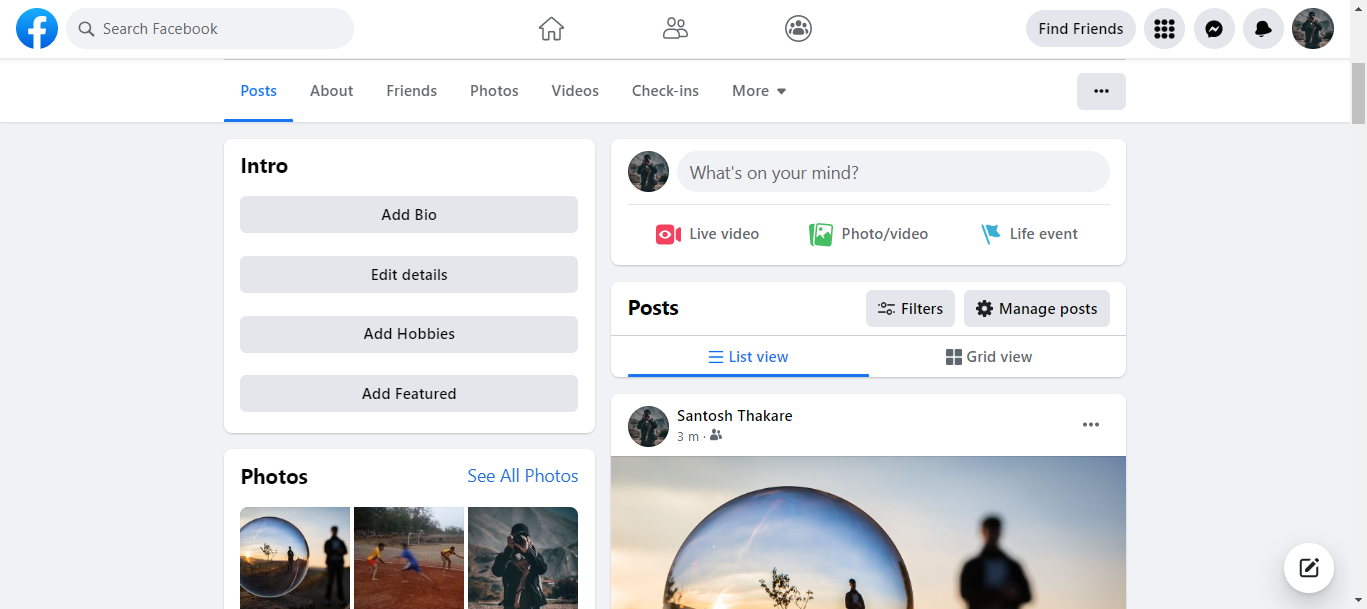 Search Facebook
Find Friends
Posts About Friends Photos Videos Check-ins More
Intro
Add Bio
Edit details
Add Hobbies
Add Featured
Photos See All Photos
What's on your mind?
Live video Photo/video Life event
Posts Filters Manage posts
List view Grid view
Santosh Thakare
3 m ·